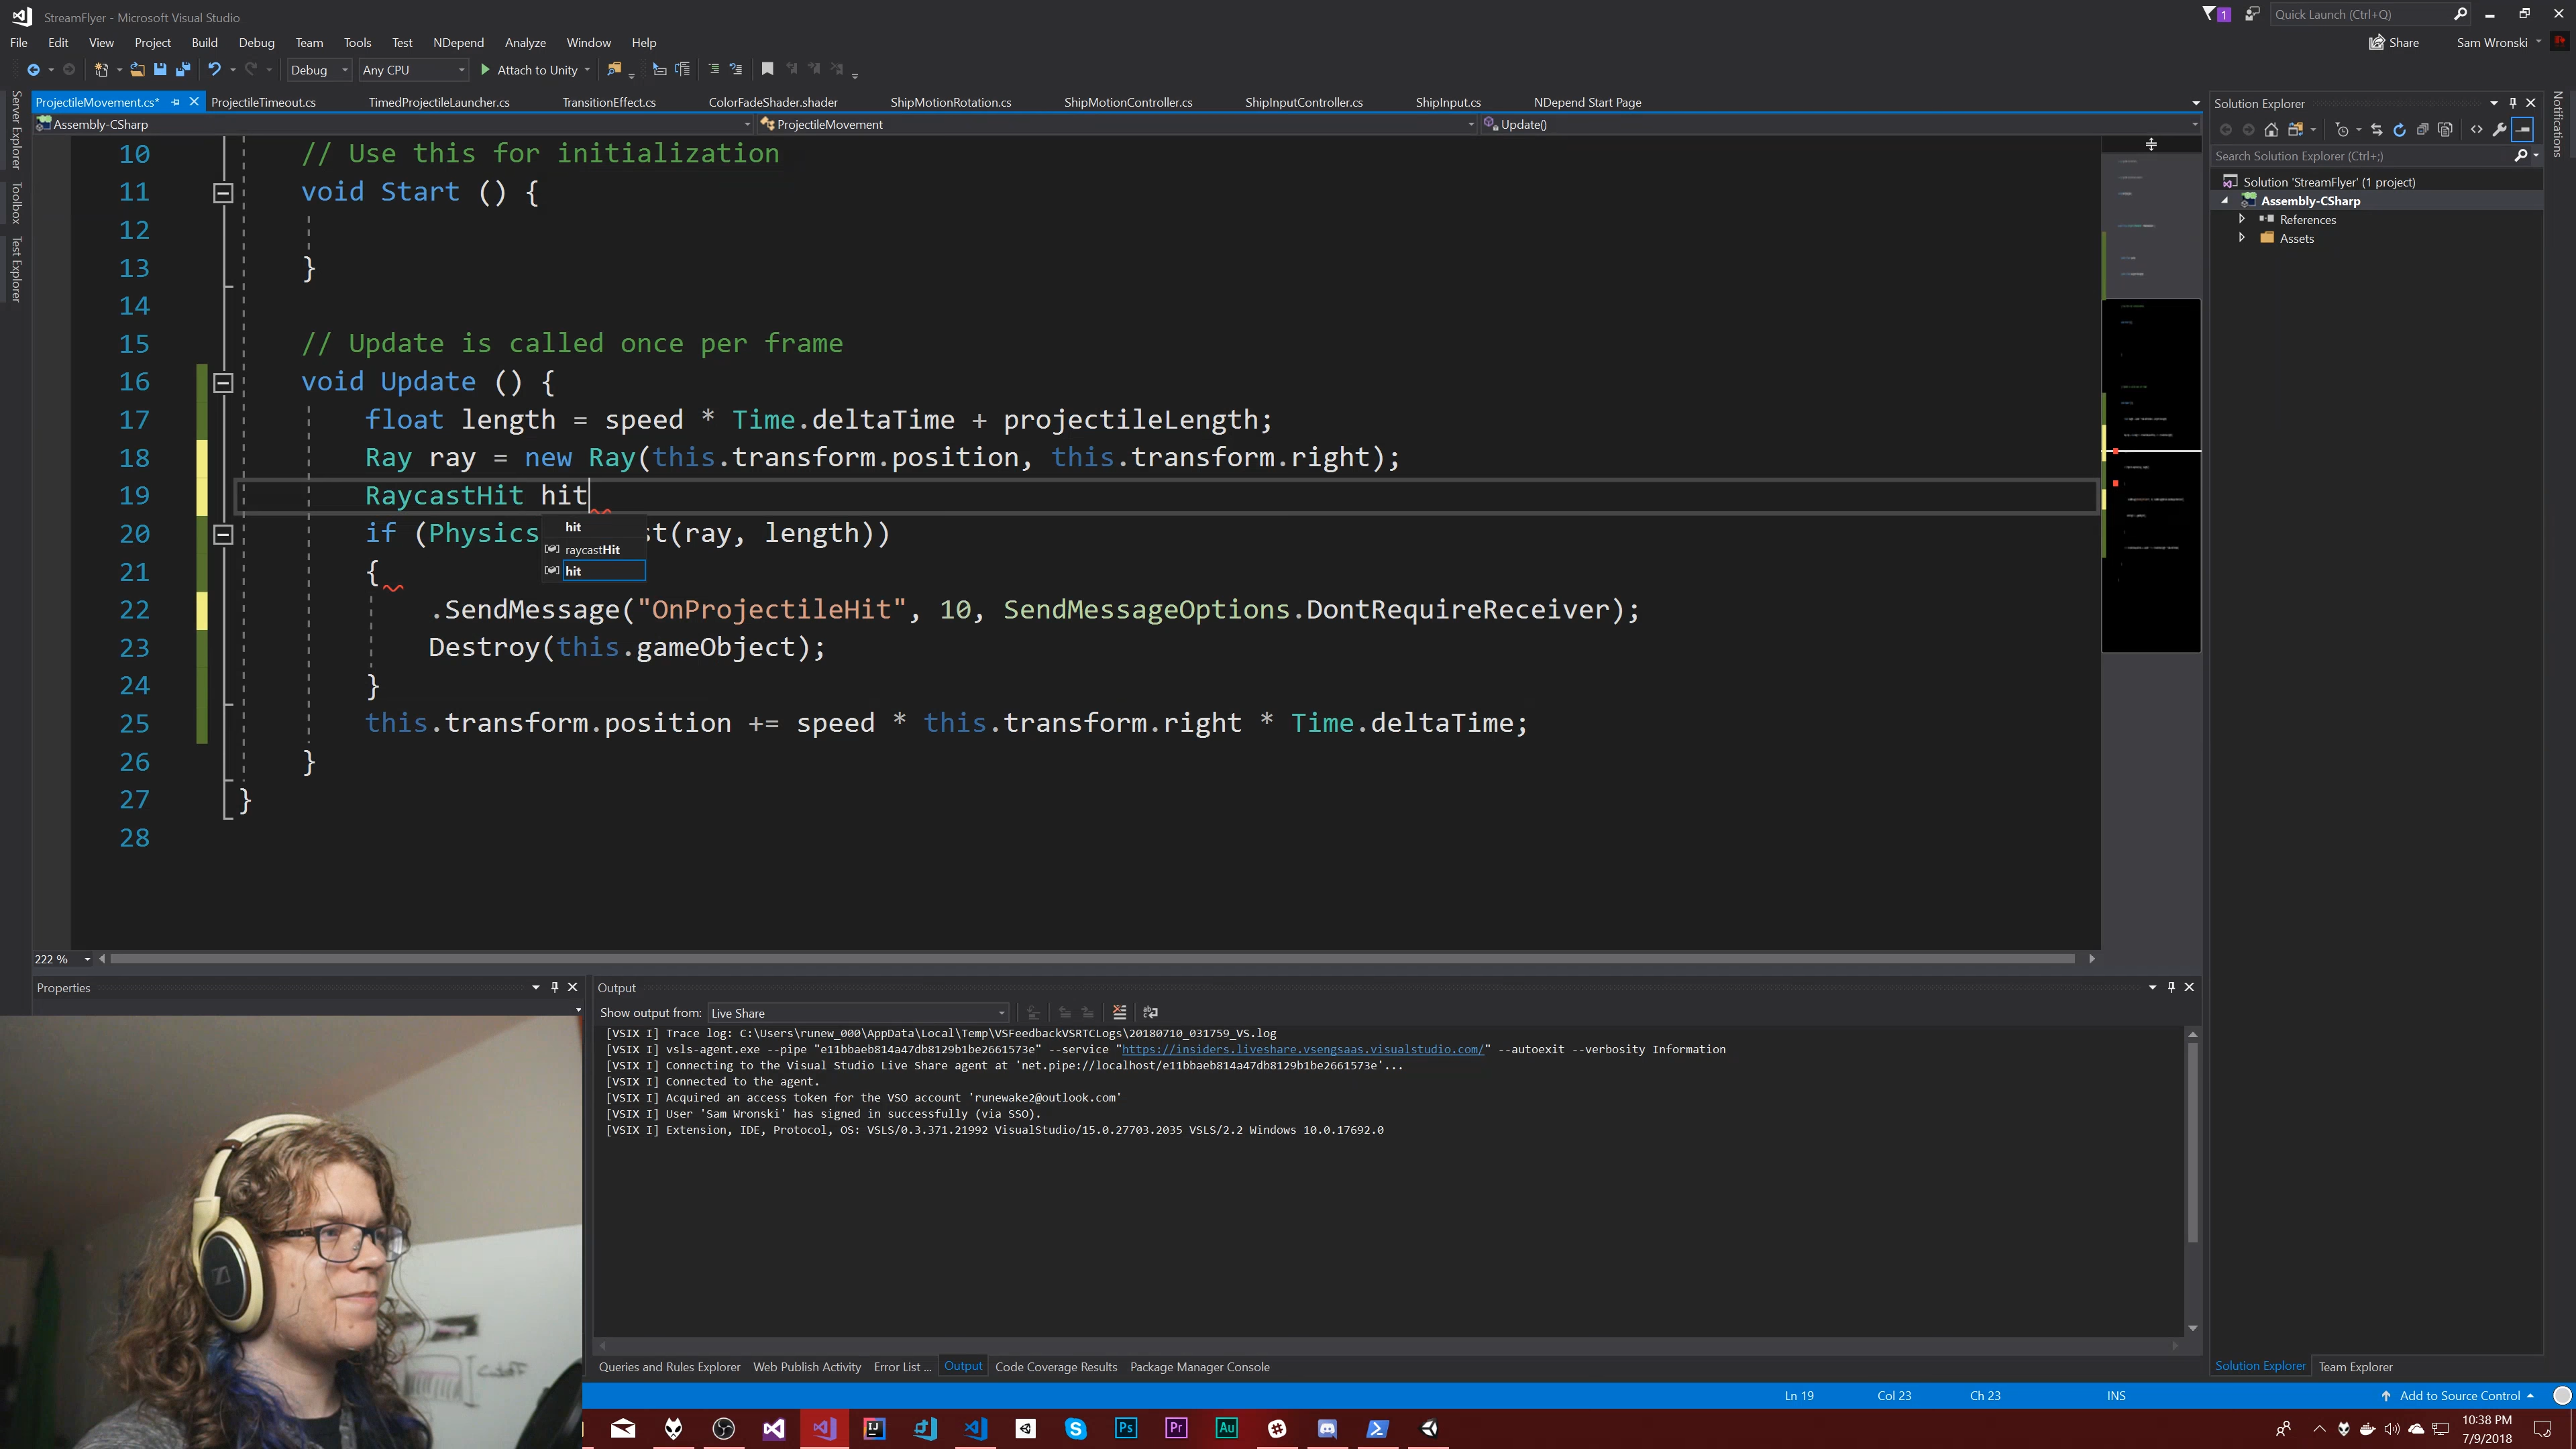 StreamFlyer - Microsoft Visual Studio
1
Quick Launch (Ctrl+Q)
File Edit View Project Build Debug Team Tools Test NDepend Analyze Window Help
Share
Sam Wronski
Debug
Any CPU
Attach to Unity
ProjectileMovement.cs*
ProjectileTimeout.cs
TimedProjectileLauncher.cs
TransitionEffect.cs
ColorFadeShader.shader
ShipMotionRotation.cs
ShipMotionController.cs
ShipInputController.cs
ShipInput.cs
NDepend Start Page
Assembly-CSharp
ProjectileMovement
Update()
Server Explorer
Toolbox
Test Explorer
10 // Use this for initialization
11 void Start () {
12
13 }
14
15 // Update is called once per frame
16 void Update () {
17 float length = speed * Time.deltaTime + projectileLength;
18 Ray ray = new Ray(this.transform.position, this.transform.right);
19 RaycastHit hit
20 if (Physics st(ray, length))
hit
raycastHit
hit
21 {
22 .SendMessage("OnProjectileHit", 10, SendMessageOptions.DontRequireReceiver);
23 Destroy(this.gameObject);
24 }
25 this.transform.position += speed * this.transform.right * Time.deltaTime;
26 }
27 }
28
222 %
Solution Explorer
Notifications
Search Solution Explorer (Ctrl+;)
Solution 'StreamFlyer' (1 project)
Assembly-CSharp
References
Assets
Properties
Output
Show output from: Live Share
[VSIX I] Trace log: C:\Users\runew_000\AppData\Local\Temp\VSFeedbackVSRTCLogs\20180710_031759_VS.log
[VSIX I] vsls-agent.exe --pipe "e11bbaeb814a47db8129b1be2661573e" --service "https://insiders.liveshare.vsengsaas.visualstudio.com/" --autoexit --verbosity Information
[VSIX I] Connecting to the Visual Studio Live Share agent at 'net.pipe://localhost/e11bbaeb814a47db8129b1be2661573e'...
[VSIX I] Connected to the agent.
[VSIX I] Acquired an access token for the VSO account 'runewake2@outlook.com'
[VSIX I] User 'Sam Wronski' has signed in successfully (via SSO).
[VSIX I] Extension, IDE, Protocol, OS: VSLS/0.3.371.21992 VisualStudio/15.0.27703.2035 VSLS/2.2 Windows 10.0.17692.0
Queries and Rules Explorer Web Publish Activity Error List ... Output Code Coverage Results Package Manager Console
Solution Explorer Team Explorer
Ln 19 Col 23 Ch 23 INS
Add to Source Control
IJ
Ps
Pr
Au
10:38 PM
7/9/2018